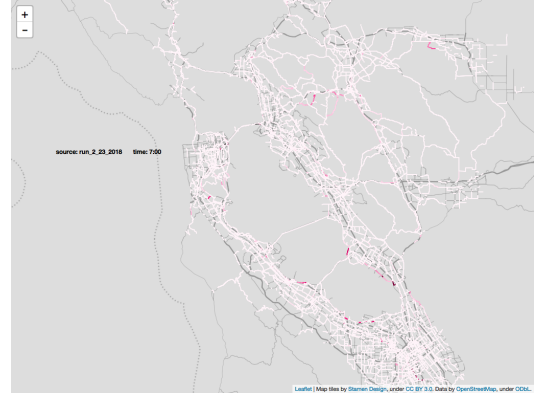 +
-
source: run_2_23_2018 time: 7:00
Leaflet | Map tiles by Stamen Design, under CC BY 3.0. Data by OpenStreetMap, under ODbL.